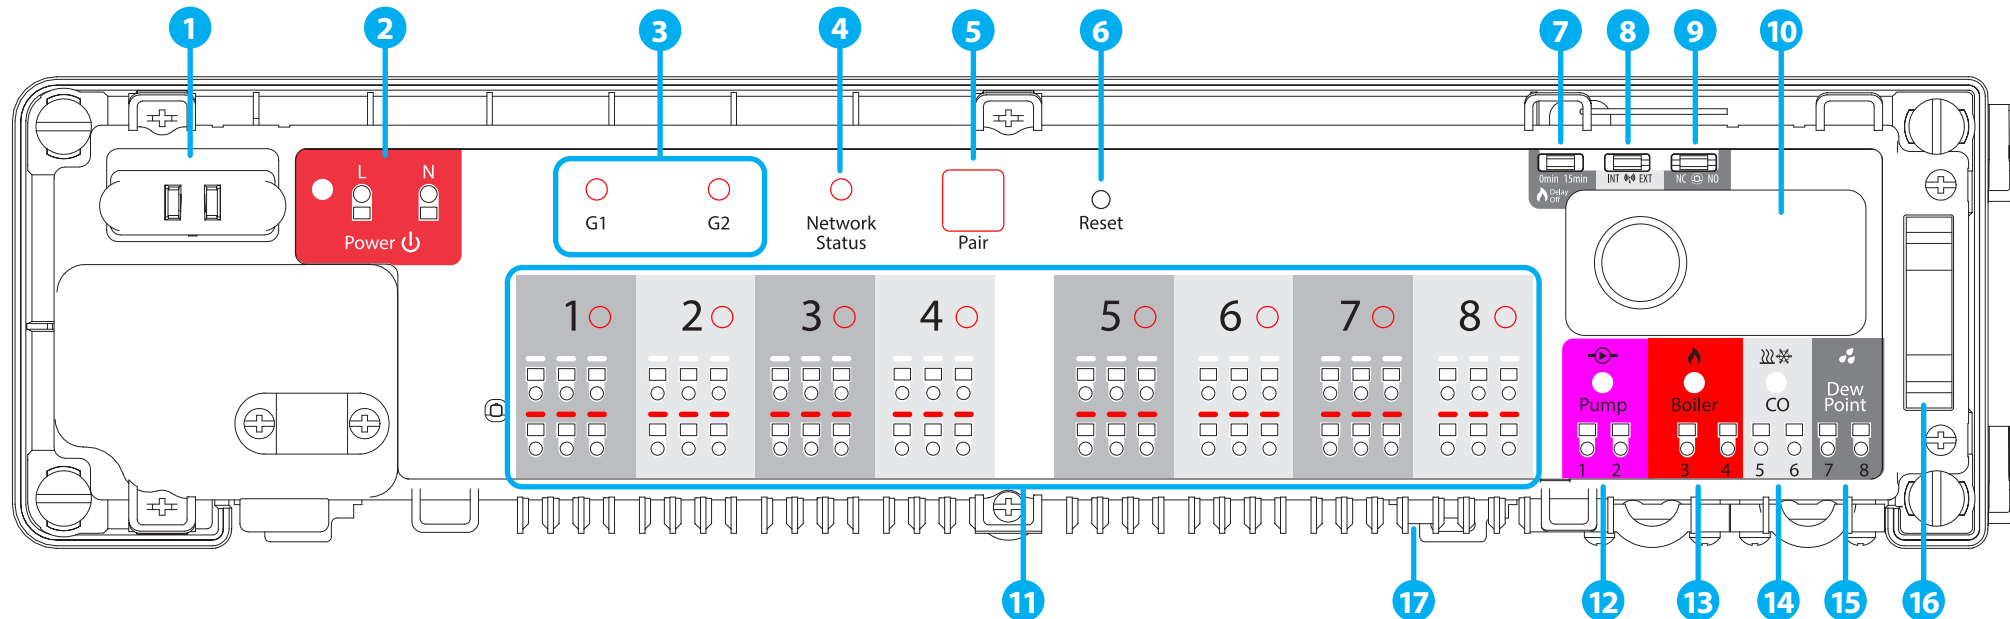 1 2 3 4 5 6 7 8 9 10
L N
Power
G1 G2
Network
Status
Pair
Reset
0min 15min
Delay
Off
INT EXT
NC NO
1 2 3 4 5 6 7 8
Pump
Boiler
CO
Dew
Point
1 2 3 4 5 6 7 8
11 17 12 13 14 15 16